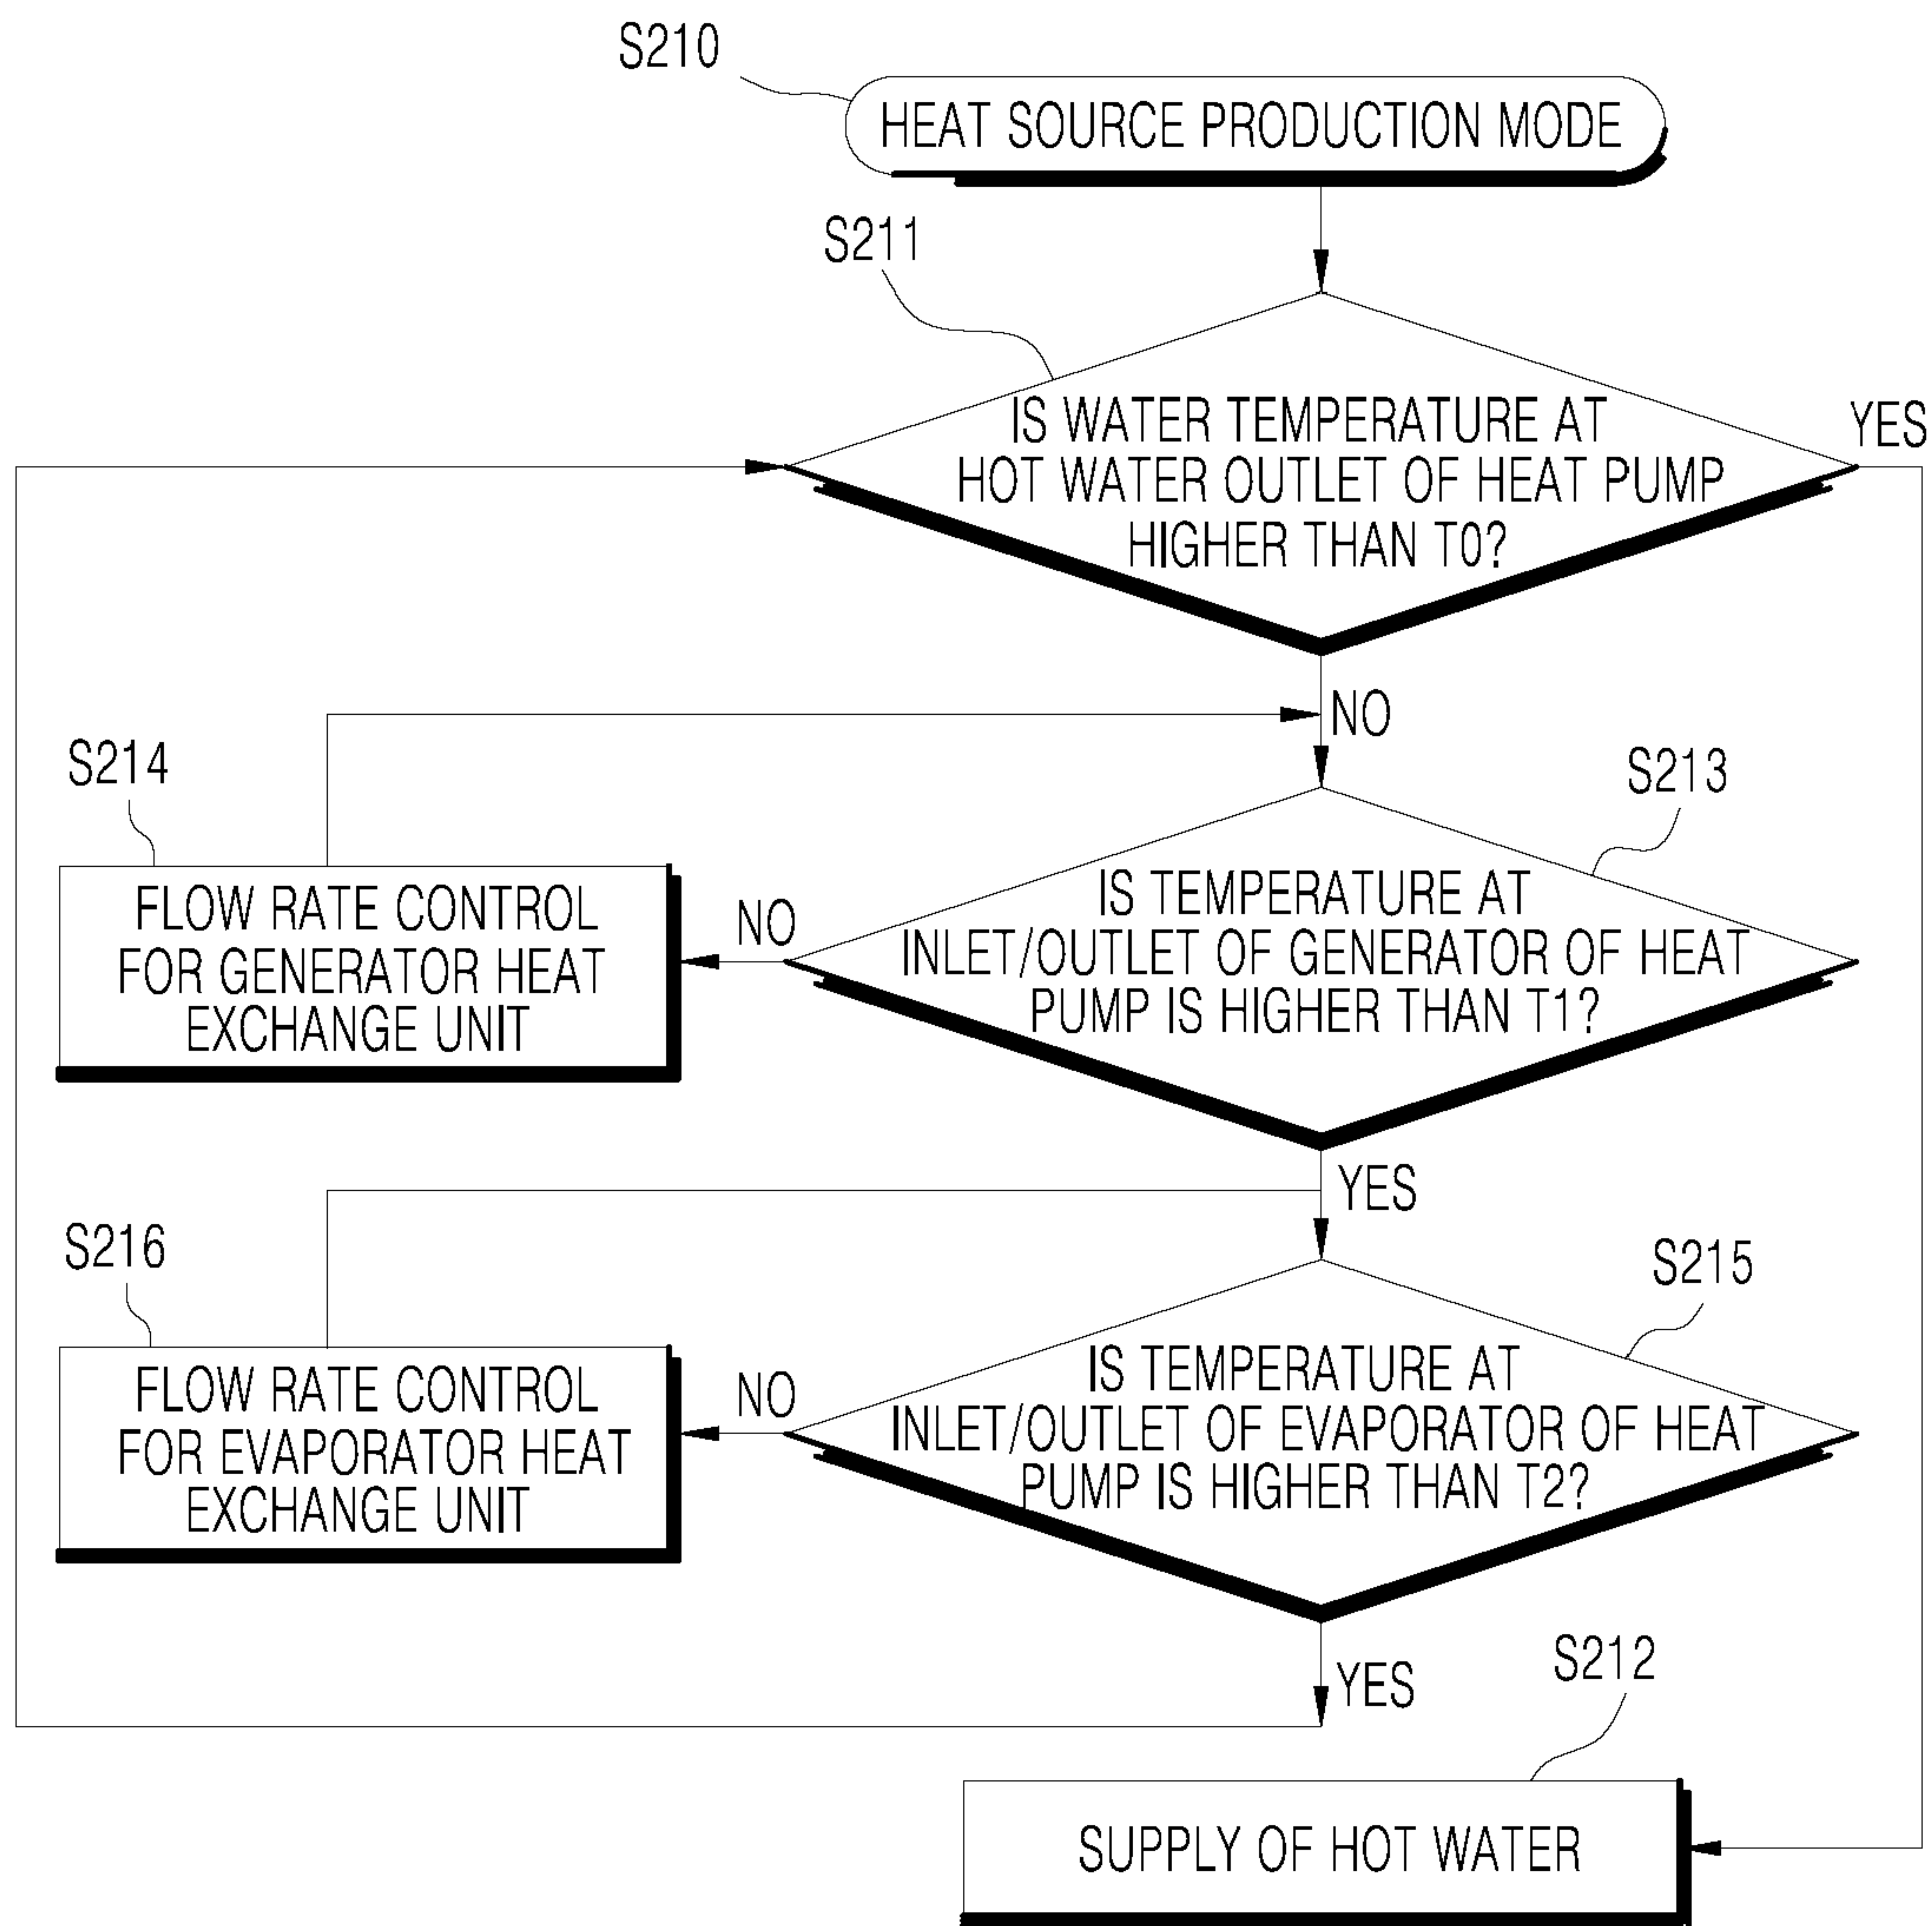 S210
HEAT SOURCE PRODUCTION MODE
S211
IS WATER TEMPERATURE AT
HOT WATER OUTLET OF HEAT PUMP
HIGHER THAN T0?
YES
NO
S214
S213
FLOW RATE CONTROL
FOR GENERATOR HEAT
EXCHANGE UNIT
NO
IS TEMPERATURE AT
INLET/OUTLET OF GENERATOR OF HEAT
PUMP IS HIGHER THAN T1?
YES
S216
S215
FLOW RATE CONTROL
FOR EVAPORATOR HEAT
EXCHANGE UNIT
NO
IS TEMPERATURE AT
INLET/OUTLET OF EVAPORATOR OF HEAT
PUMP IS HIGHER THAN T2?
YES
S212
SUPPLY OF HOT WATER